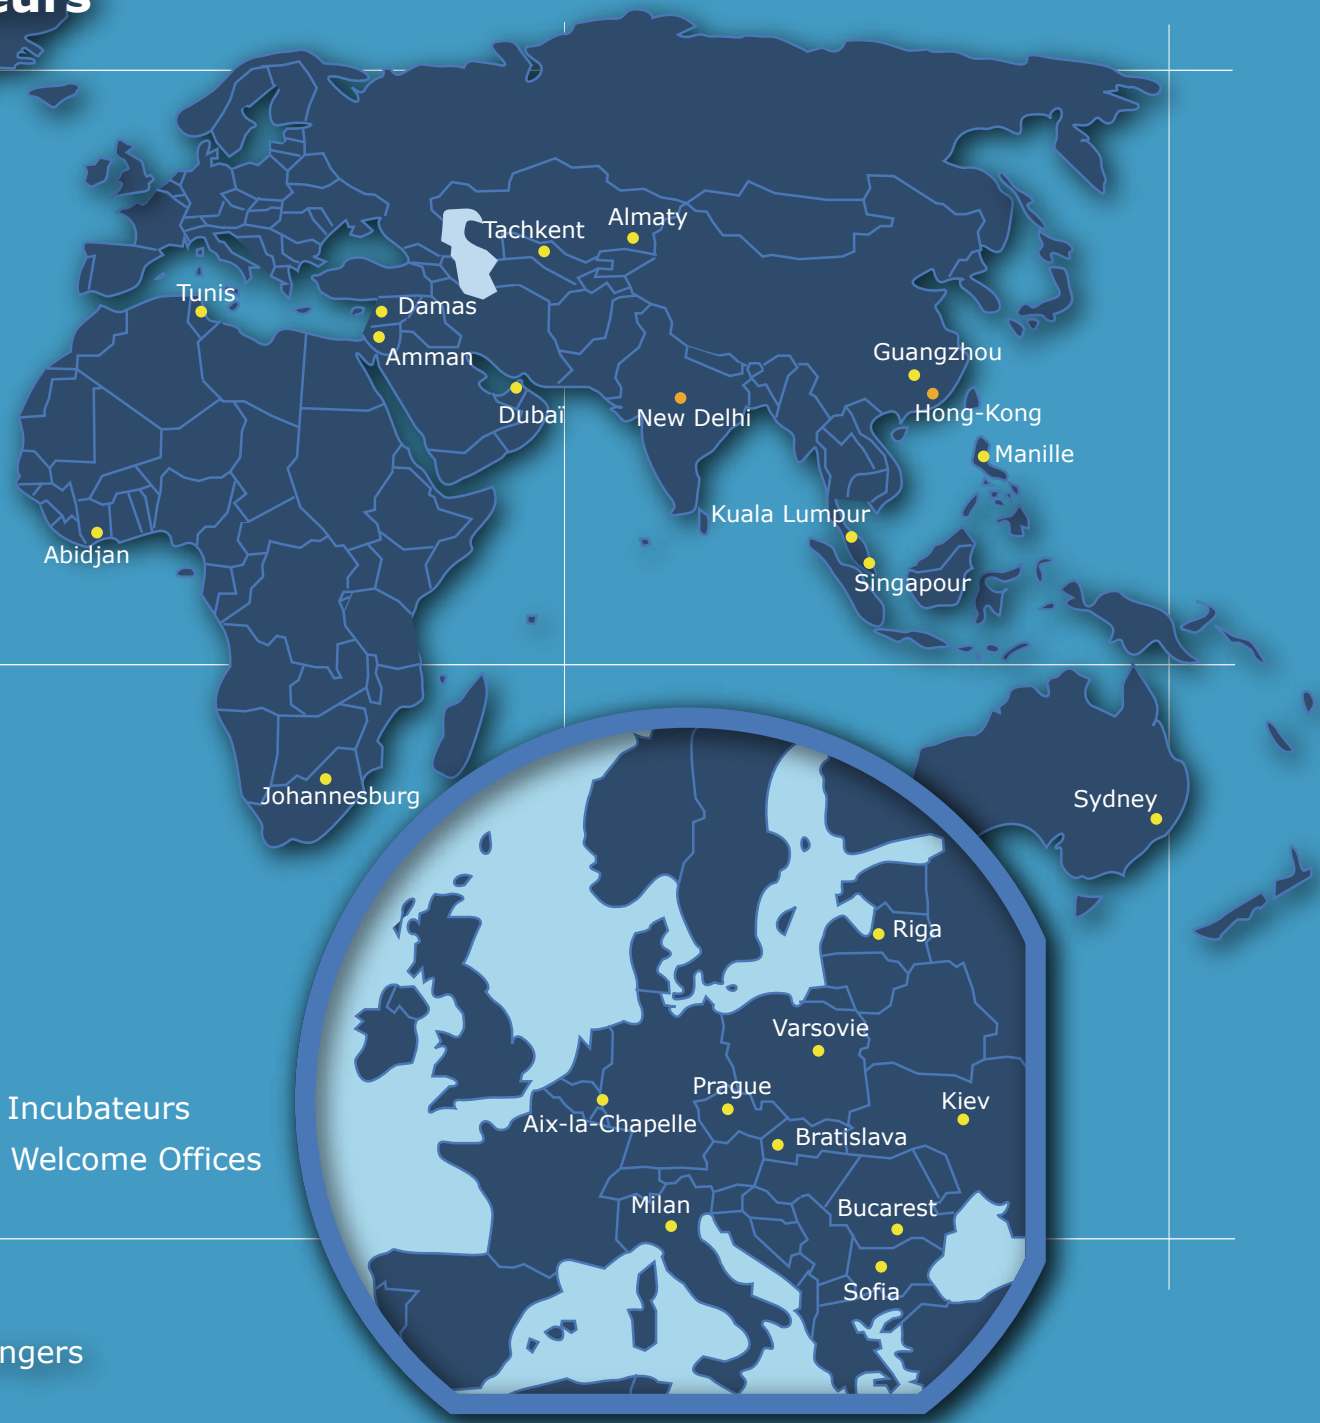 Almaty
Tachkent
Tunis
Damas
Amman
Guangzhou
Dubaï
New Delhi
Hong-Kong
Manille
Kuala Lumpur
Abidjan
Singapour
Johannesburg
Sydney
Riga
Varsovie
Prague
Kiev
Incubateurs
Aix-la-Chapelle
Bratislava
Welcome Offices
Milan
Bucarest
Sofia